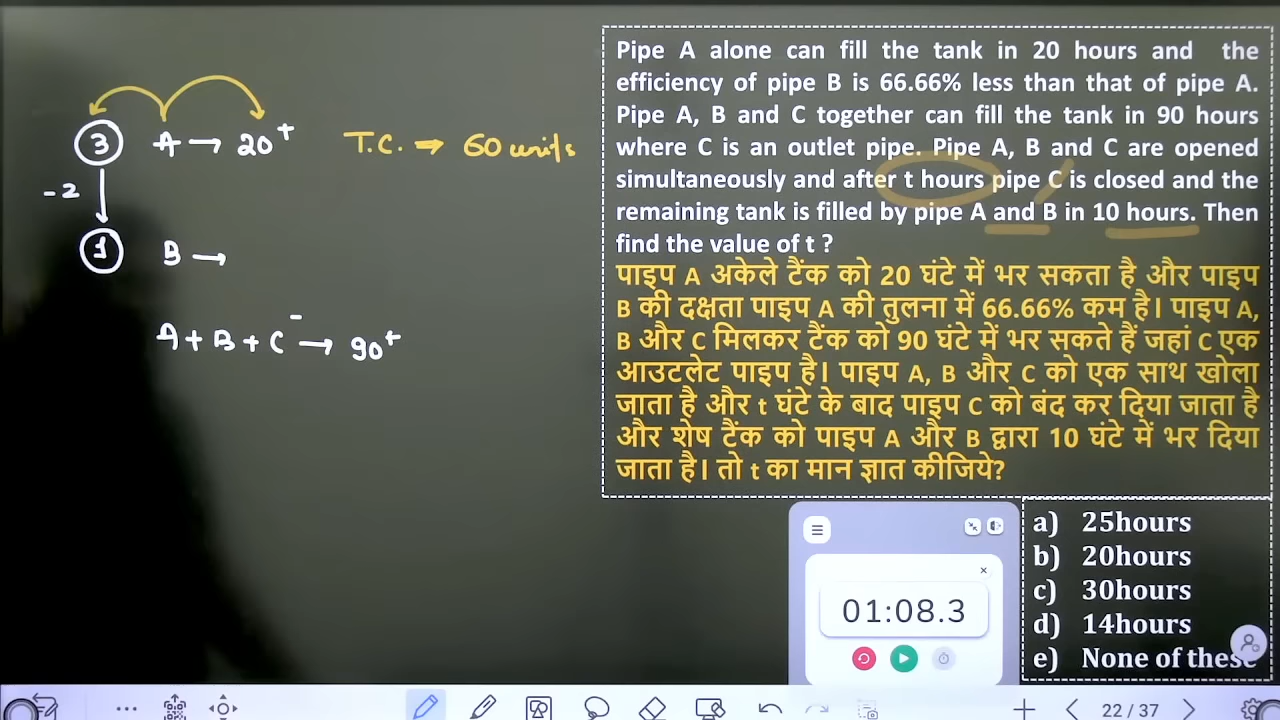 Pipe A alone can fill the tank in 20 hours and the
efficiency of pipe B is 66.66% less than that of pipe A.
Pipe A, B and C together can fill the tank in 90 hours
where C is an outlet pipe. Pipe A, B and C are opened
simultaneously and after t hours pipe C is closed and the
remaining tank is filled by pipe A and B in 10 hours. Then
find the value of t ?
पाइप A अकेले टैंक को 20 घंटे में भर सकता है और पाइप
B की दक्षता पाइप A की तुलना में 66.66% कम है। पाइप A,
B और C मिलकर टैंक को 90 घंटे में भर सकते हैं जहां C एक
आउटलेट पाइप है। पाइप A, B और C को एक साथ खोला
जाता है और t घंटे के बाद पाइप C को बंद कर दिया जाता है
और शेष टैंक को पाइप A और B द्वारा 10 घंटे में भर दिया
जाता है। तो t का मान ज्ञात कीजिये?
3 A → 20+ T.C. → 60 units
-2
1 B →
A + B + C- → 90+
a) 25hours
b) 20hours
c) 30hours
d) 14hours
e) None of these
01:08.3
22 / 37